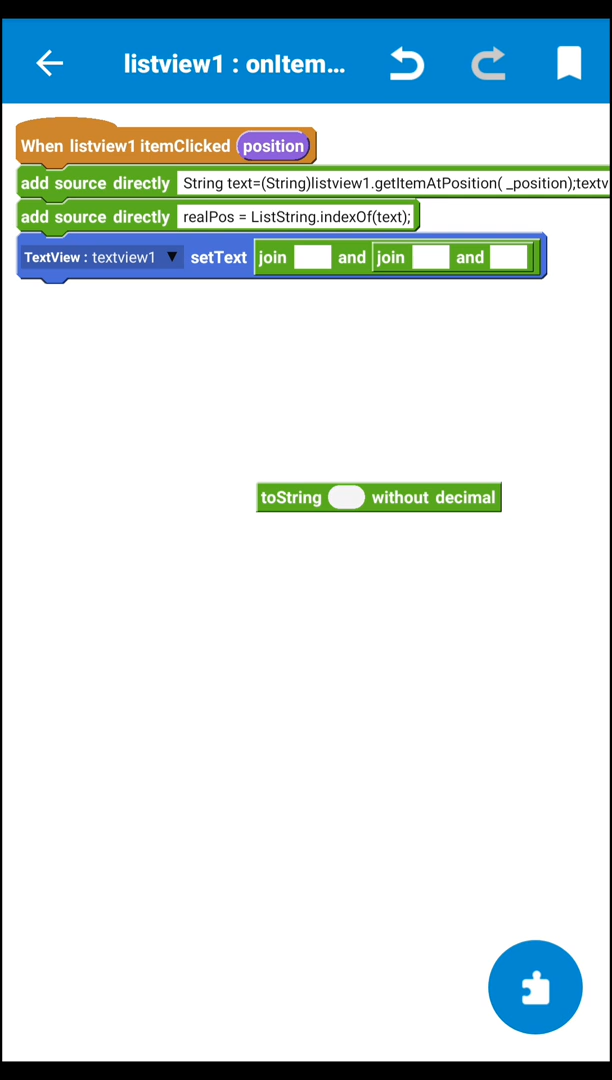 listview1 : onItem...
When listview1 itemClicked position
add source directly String text=(String)listview1.getItemAtPosition( _position);textv
add source directly realPos = ListString.indexOf(text);
TextView : textview1 ▼ setText join and join and
toString without decimal